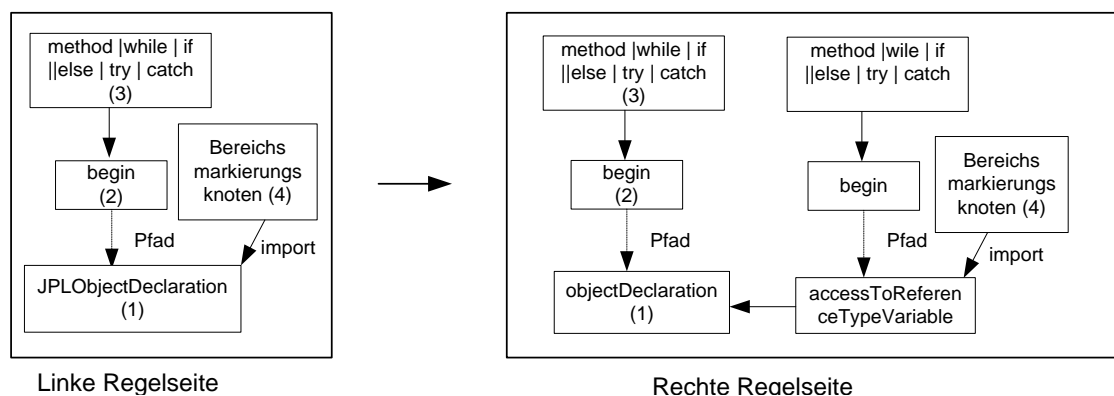 method |while | if
||else | try | catch
(3)
Bereichs
markierungs
knoten (4)
begin
(2)
Pfad
import
JPLObjectDeclaration
(1)
Linke Regelseite
method |while | if
||else | try | catch
(3)
method |wile | if
||else | try | catch
begin
(2)
begin
Bereichs
markierungs
knoten (4)
Pfad
Pfad
import
objectDeclaration
(1)
accessToReferen
ceTypeVariable
Rechte Regelseite